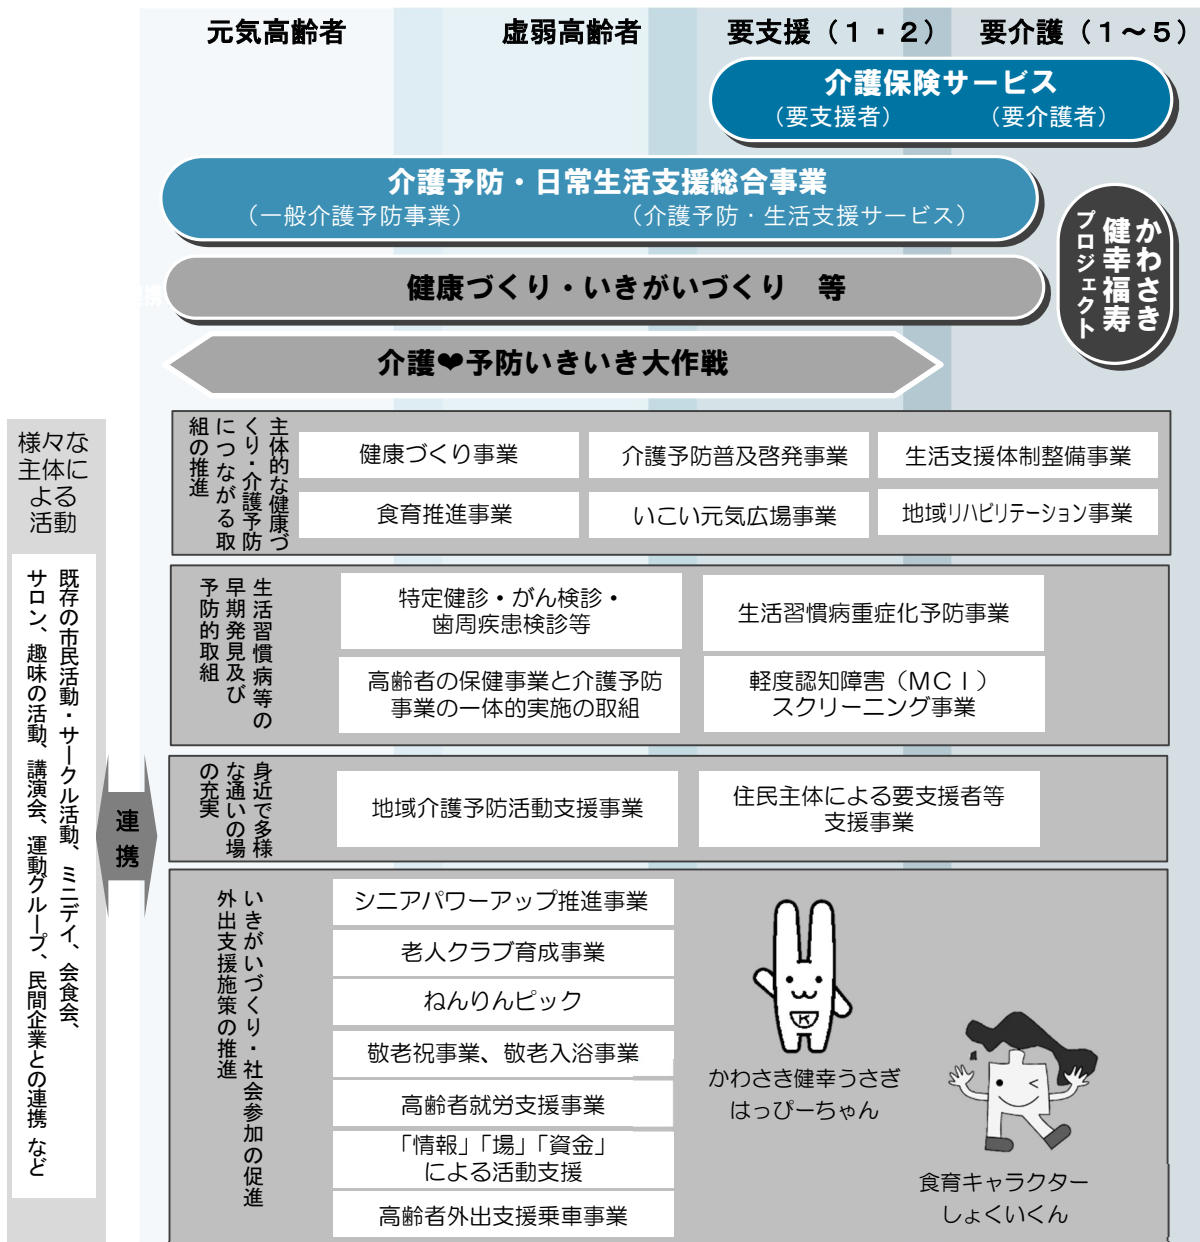 元気高齢者
虚弱高齢者
要支援（１・２）
要介護（１～５）
介護保険サービス
（要支援者）
（要介護者）
介護予防・日常生活支援総合事業
（一般介護予防事業）
（介護予防・生活支援サービス）
かわさき
健幸福寿
プロジェクト
携
健康づくり・いきがいづくり　等
介護❤予防いきいき大作戦
様々な
主体に
よる
活動
既存の市民活動・サークル活動、ミニデイ、会食会、
サロン、趣味の活動、講演会、運動グループ、民間企業との連携 など
連
携
主体的な健康づ
くり・介護予防
につながる取
組の推進
健康づくり事業
介護予防普及啓発事業
生活支援体制整備事業
食育推進事業
いこい元気広場事業
地域リハビリテーション事業
生活習慣病等の
早期発見及び
予防的取組
特定健診・がん検診・
歯周疾患検診等
生活習慣病重症化予防事業
高齢者の保健事業と介護予防
事業の一体的実施の取組
軽度認知障害（ＭＣＩ）
スクリーニング事業
身近で多様
な通いの場
の充実
地域介護予防活動支援事業
住民主体による要支援者等
支援事業
いきがいづくり・社会参加の促進
外出支援施策の推進
シニアパワーアップ推進事業
老人クラブ育成事業
ねんりんピック
敬老祝事業、敬老入浴事業
高齢者就労支援事業
「情報」「場」「資金」
による活動支援
高齢者外出支援乗車事業
K
かわさき健幸うさぎ
はっぴーちゃん
食育キャラクター
しょくいくん